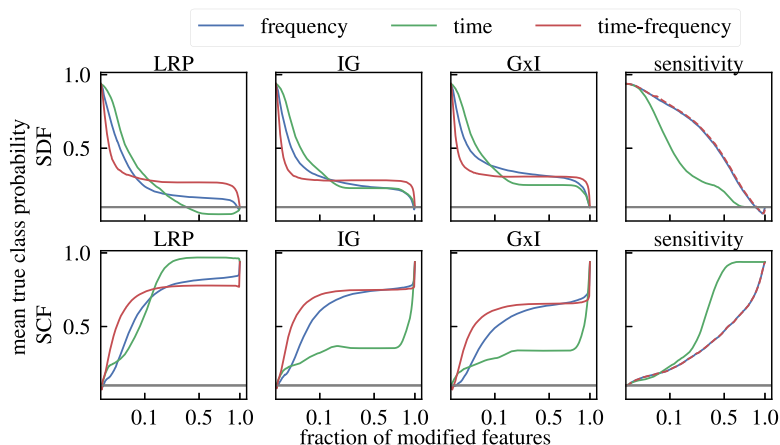 frequency time time-frequency
LRP IG GxI sensitivity
mean true class probability
SDF
1.0
0.5
LRP IG GxI sensitivity
SCF
1.0
0.5
0.1 0.5 1.0 0.1 0.5 1.0 0.1 0.5 1.0 0.1 0.5 1.0
fraction of modified features